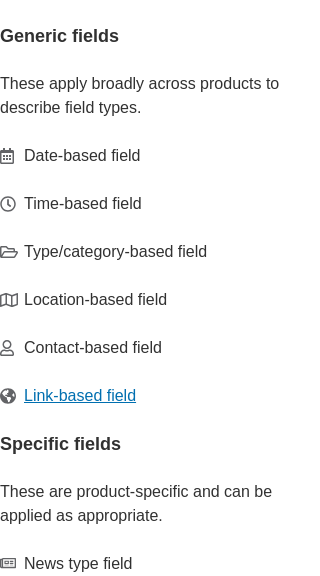 Generic fields
These apply broadly across products to
describe field types.
Date-based field
Time-based field
Type/category-based field
Location-based field
Contact-based field
Link-based field
Specific fields
These are product-specific and can be
applied as appropriate.
News type field